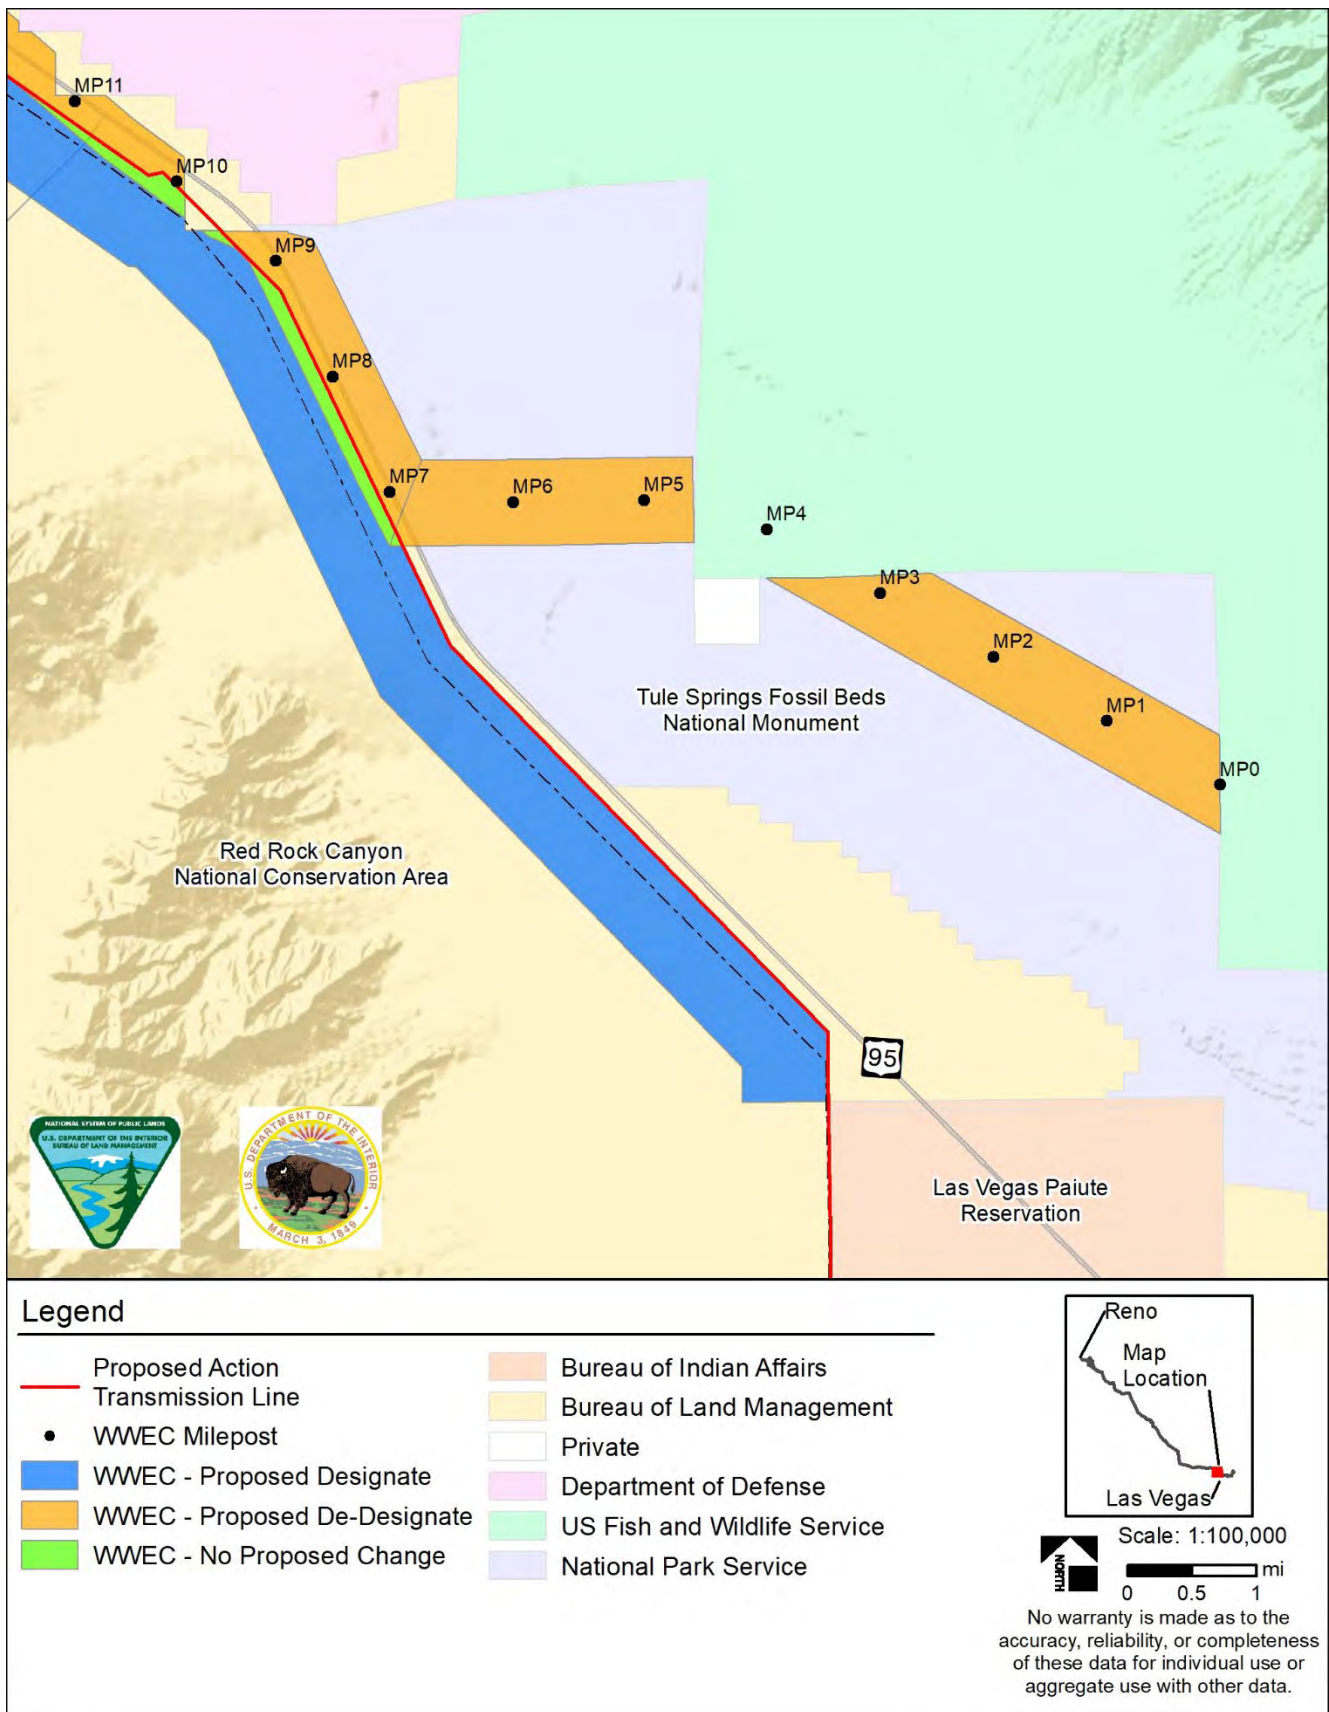 MP11
MP10
MP9
MP8
MP7
MP6
MP5
MP4
MP3
MP2
MP1
MP0
Tule Springs Fossil Beds
National Monument
Red Rock Canyon
National Conservation Area
95
Las Vegas Paiute
Reservation
NATIONAL SYSTEM OF PUBLIC LANDS
U.S. DEPARTMENT OF THE INTERIOR
BUREAU OF LAND MANAGEMENT
U.S. DEPARTMENT OF THE INTERIOR
MARCH 3, 1849
Legend
Proposed Action
Transmission Line
WWEC Milepost
WWEC - Proposed Designate
WWEC - Proposed De-Designate
WWEC - No Proposed Change
Bureau of Indian Affairs
Bureau of Land Management
Private
Department of Defense
US Fish and Wildlife Service
National Park Service
Reno
Map
Location
Las Vegas
NORTH
Scale: 1:100,000
mi
0 0.5 1
No warranty is made as to the
accuracy, reliability, or completeness
of these data for individual use or
aggregate use with other data.